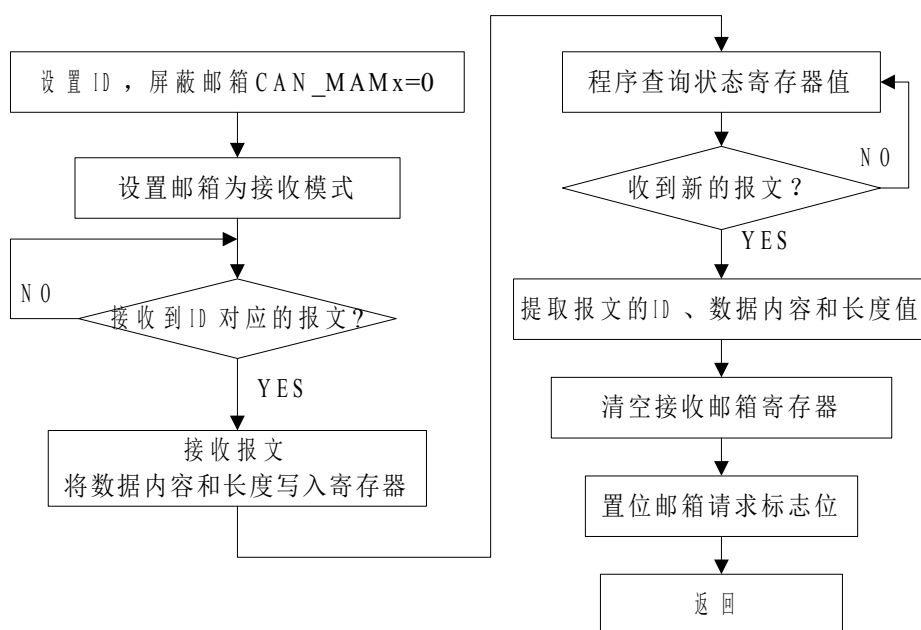 设置ID，屏蔽邮箱CAN_MAMx=0
设置邮箱为接收模式
NO
接收到ID对应的报文？
YES
接收报文
将数据内容和长度写入寄存器
程序查询状态寄存器值
NO
收到新的报文？
YES
提取报文的ID、数据内容和长度值
清空接收邮箱寄存器
置位邮箱请求标志位
返回